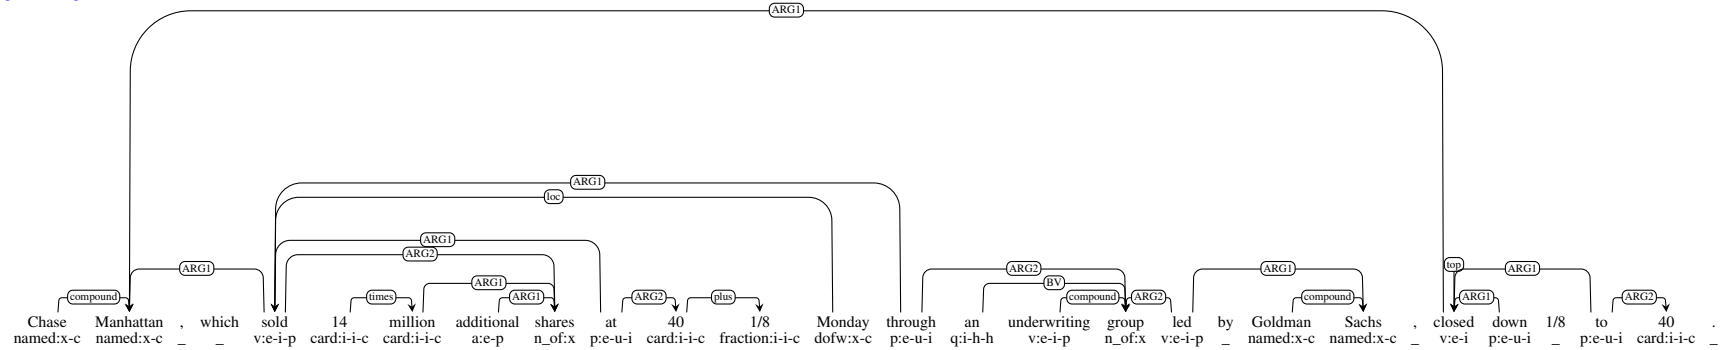 ARG1
ARG1
loc
ARG1
ARG2
top
ARG1 ARG2 ARG1 ARG1
ARG1 BV
compound times ARG1 ARG2 plus compound ARG2 compound ARG1 ARG2
Chase Manhattan , which sold 14 million additional shares at 40 1/8 Monday through an underwriting group led by Goldman Sachs , closed down 1/8 to 40 .
named:x-c named:x-c _ _ v:e-i-p card:i-i-c card:i-i-c a:e-p n_of:x p:e-u-i card:i-i-c fraction:i-i-c dofw:x-c p:e-u-i q:i-h-h v:e-i-p n_of:x v:e-i-p _ named:x-c named:x-c _ v:e-i p:e-u-i _ p:e-u-i card:i-i-c _